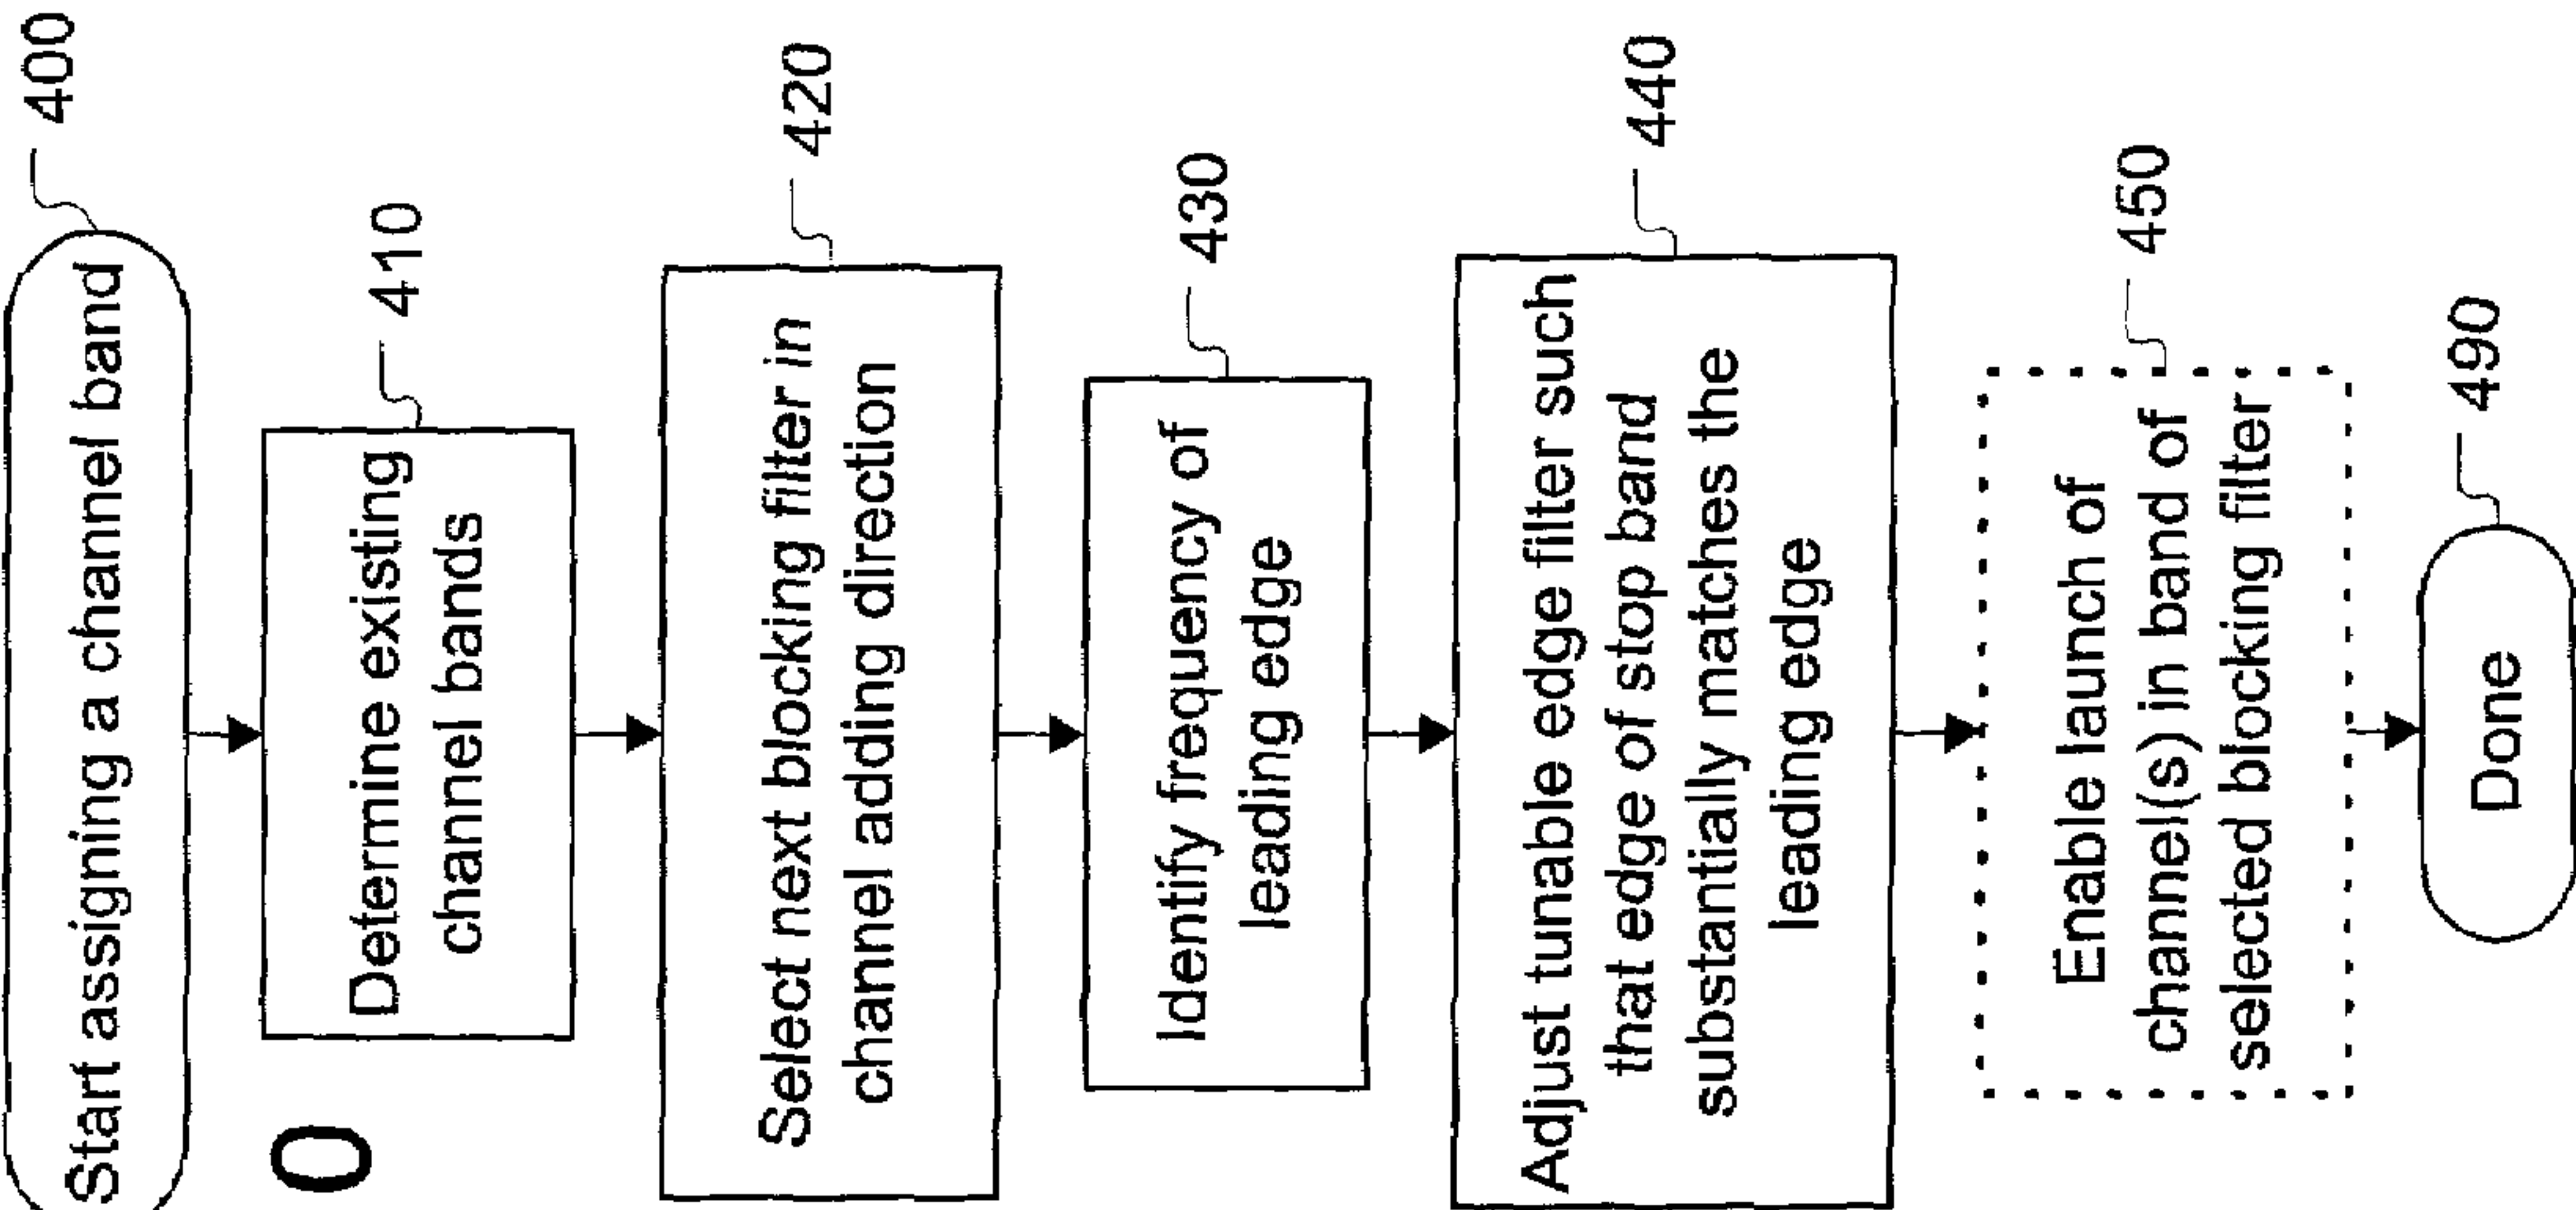 Start assigning a channel band
400
Determine existing
channel bands
410
0
Select next blocking filter in
channel adding direction
420
Identify frequency of
leading edge
430
Adjust tunable edge filter such
that edge of stop band
substantially matches the
leading edge
440
Enable launch of
channel(s) in band of
selected blocking filter
450
Done
490